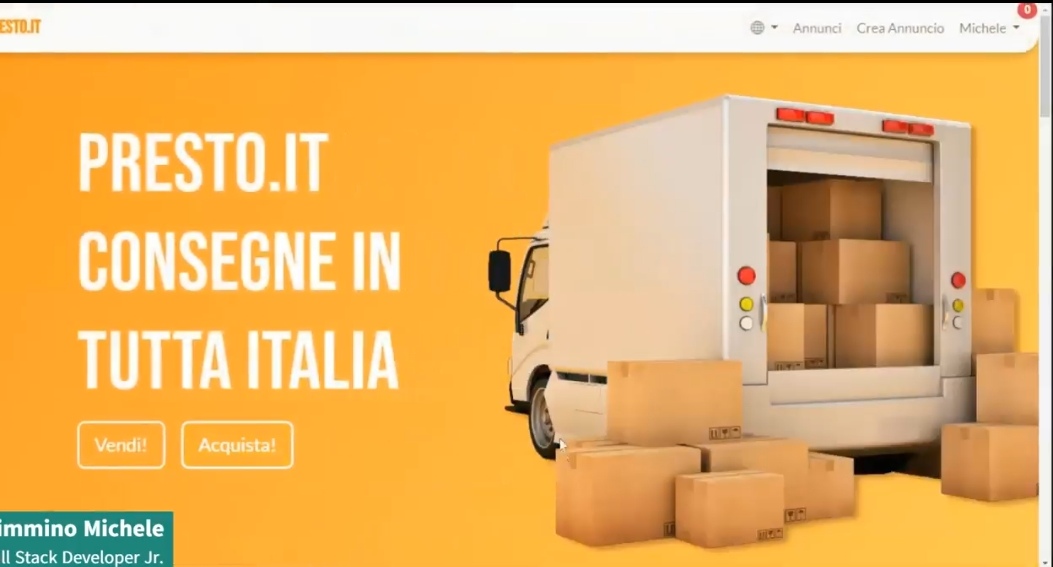 ESTO.IT
0
Annunci Crea Annuncio Michele
PRESTO.IT
CONSEGNE IN
TUTTA ITALIA
Vendi! Acquista!
immino Michele
ll Stack Developer Jr.